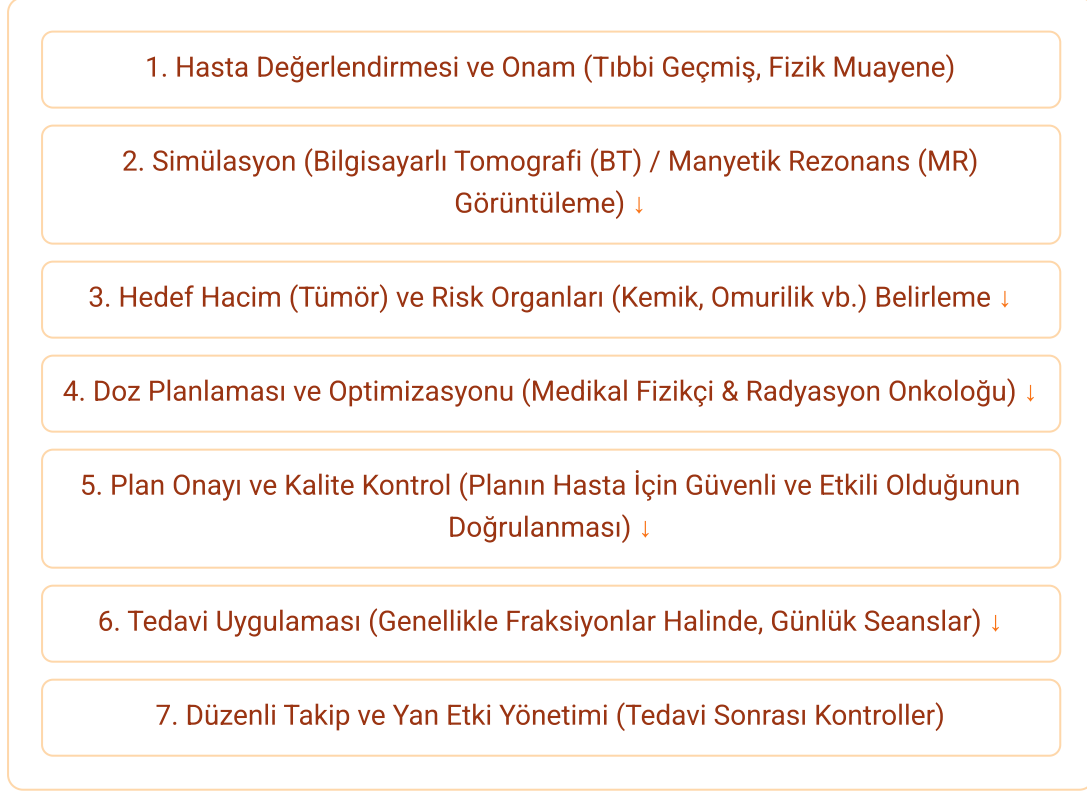 1. Hasta Değerlendirmesi ve Onam (Tıbbi Geçmiş, Fizik Muayene)
2. Simülasyon (Bilgisayarlı Tomografi (BT) / Manyetik Rezonans (MR)
Görüntüleme) ↓
3. Hedef Hacim (Tümör) ve Risk Organları (Kemik, Omurilik vb.) Belirleme ↓
4. Doz Planlaması ve Optimizasyonu (Medikal Fizikçi & Radyasyon Onkoloğu) ↓
5. Plan Onayı ve Kalite Kontrol (Planın Hasta İçin Güvenli ve Etkili Olduğunun
Doğrulanması) ↓
6. Tedavi Uygulaması (Genellikle Fraksiyonlar Halinde, Günlük Seanslar) ↓
7. Düzenli Takip ve Yan Etki Yönetimi (Tedavi Sonrası Kontroller)